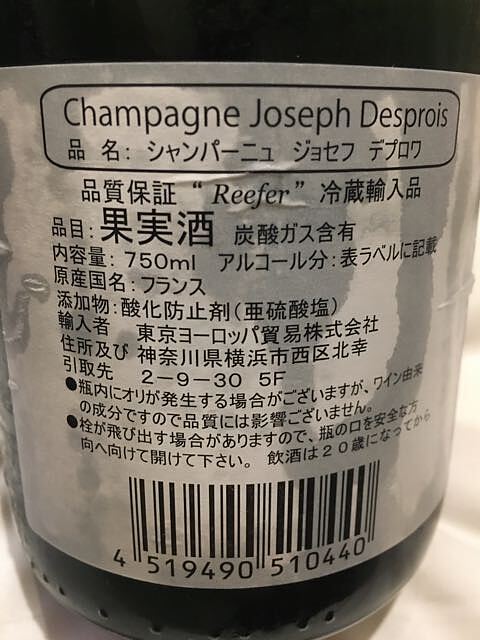 Champagne Joseph Desprois
品 名: シャンパーニュ ジョセフ デプロワ
品質保証 “ Reefer ” 冷蔵輸入品
品目: 果実酒 炭酸ガス含有
内容量: 750ml アルコール分: 表ラベルに記載
原産国名: フランス
添加物: 酸化防止剤(亜硫酸塩)
輸入者 東京ヨーロッパ貿易株式会社
住所及び 神奈川県横浜市西区北幸
引取先 2-9-30 5F
●瓶内にオリが発生する場合がございますが、ワイン由来
の成分ですので品質には影響ございません。
●栓が飛び出す場合がありますので、瓶の口を安全な方
向へ向けて開けて下さい。 飲酒は20歳になってから
4 519490 510440